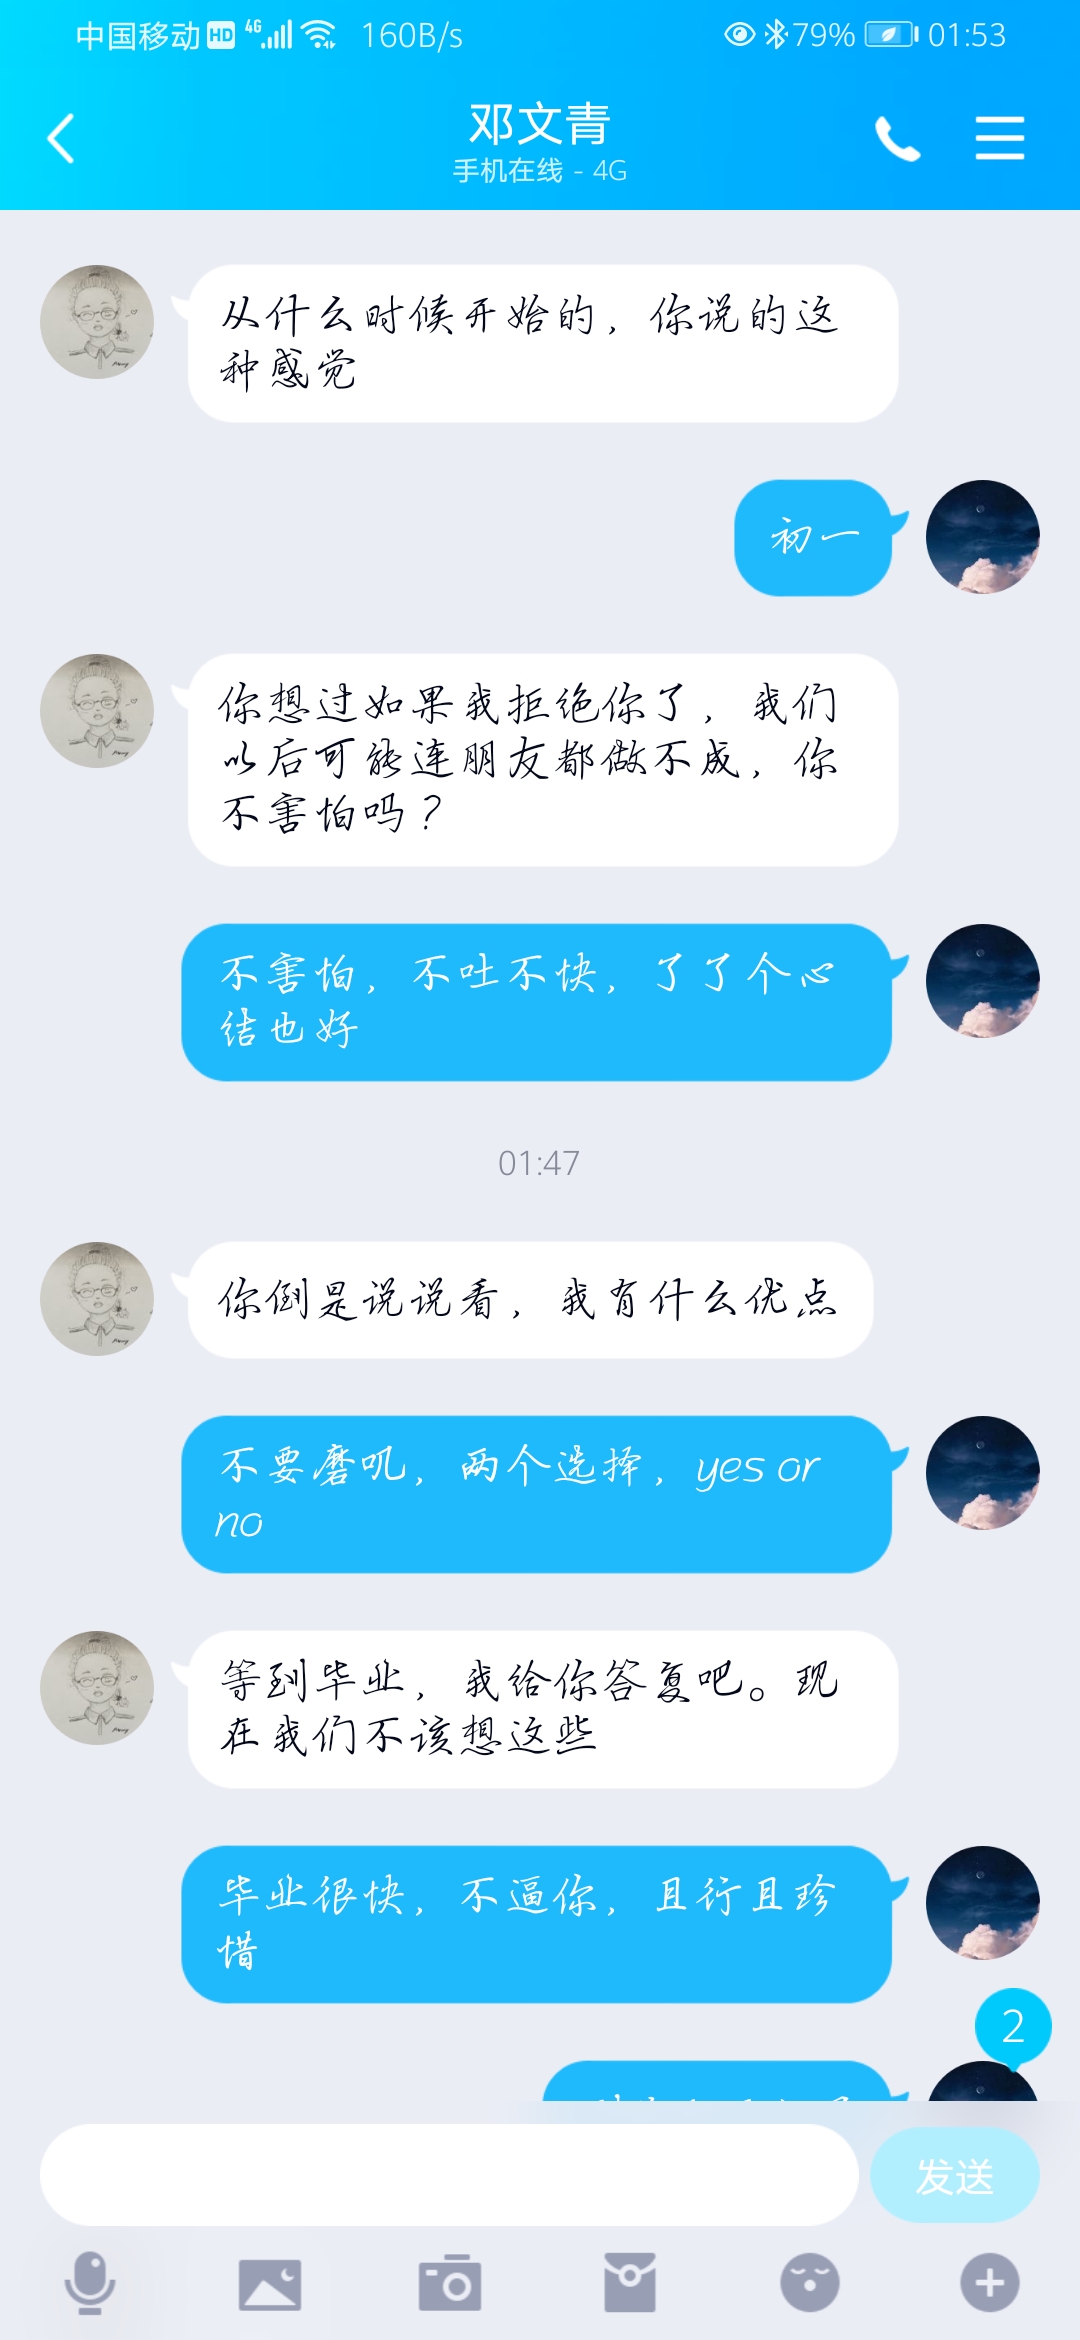 中国移动 HD 4G 160B/s 79% 01:53
邓文青
手机在线 - 4G
从什么时候开始的，你说的这
种感觉
初一
你想过如果我拒绝你了，我们
以后可能连朋友都做不成，你
不害怕吗？
不害怕，不吐不快，了了个心
结也好
01:47
你倒是说说看，我有什么优点
不要磨叽，两个选择，yes or
no
等到毕业，我给你答复吧。现
在我们不该想这些
毕业很快，不逼你，且行且珍
惜
2
发送